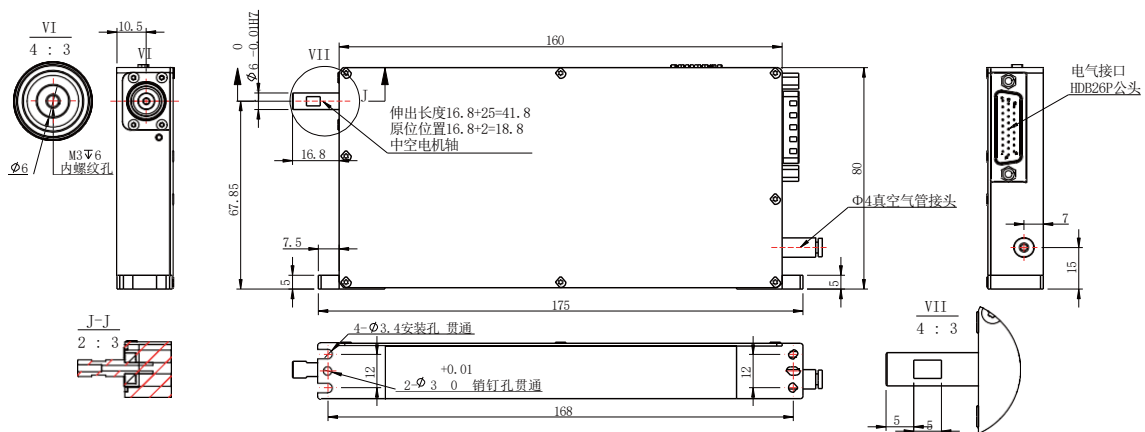 VI
4 : 3
Φ6
M3↧6
内螺纹孔
10.5
VI
0
Φ6 -0.01H7
VII
160
J
伸出长度16.8+25=41.8
原位位置16.8+2=18.8
中空电机轴
16.8
67.85
7.5
5
175
80
5
Φ4真空气管接头
电气接口
HDB26P公头
7
15
J-J
2 : 3
4-Φ3.4安装孔 贯通
12
+0.01
2-Φ 3 0 销钉孔贯通
12
168
VII
4 : 3
5
5